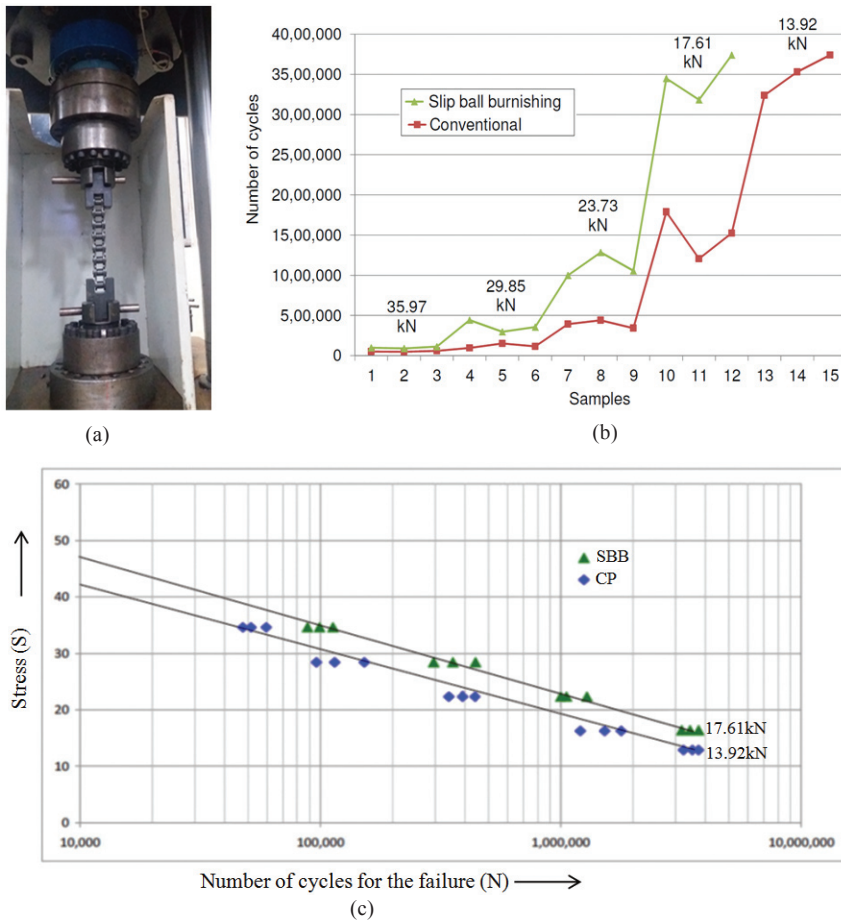 40,00,000
35,00,000
30,00,000
25,00,000
20,00,000
15,00,000
10,00,000
5,00,000
0
Number of cycles
Slip ball burnishing
Conventional
35.97
kN
29.85
kN
23.73
kN
17.61
kN
13.92
kN
1 2 3 4 5 6 7 8 9 10 11 12 13 14 15
Samples
(a)
(b)
60
50
40
30
20
10
0
Stress (S)
SBB
CP
17.61kN
13.92kN
10,000 100,000 1,000,000 10,000,000
Number of cycles for the failure (N)
(c)